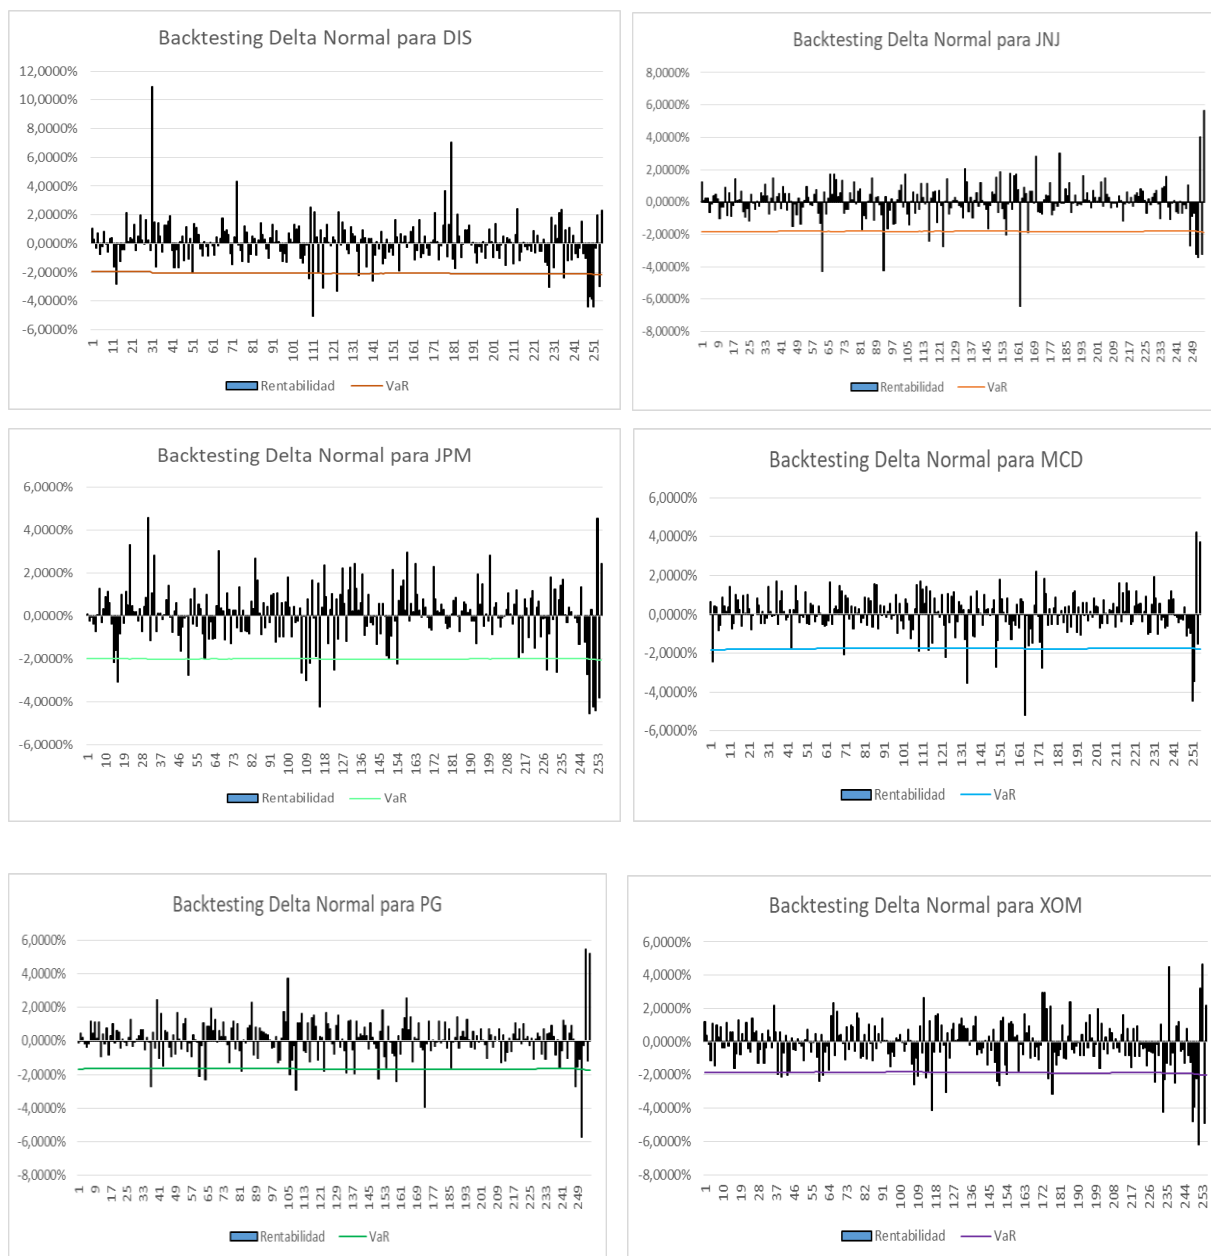 Backtesting Delta Normal para DIS
12,0000%
10,0000%
8,0000%
6,0000%
4,0000%
2,0000%
0,0000%
-2,0000%
-4,0000%
-6,0000%
1 11 21 31 41 51 61 71 81 91 101 111 121 131 141 151 161 171 181 191 201 211 221 231 241 251
Rentabilidad VaR
Backtesting Delta Normal para JNJ
8,0000%
6,0000%
4,0000%
2,0000%
0,0000%
-2,0000%
-4,0000%
-6,0000%
-8,0000%
1 9 17 25 33 41 49 57 65 73 81 89 97 105 113 121 129 137 145 153 161 169 177 185 193 201 209 217 225 233 241 249
Rentabilidad VaR
Backtesting Delta Normal para JPM
6,0000%
4,0000%
2,0000%
0,0000%
-2,0000%
-4,0000%
-6,0000%
1 10 19 28 37 46 55 64 73 82 91 100 109 118 127 136 145 154 163 172 181 190 199 208 217 226 235 244 253
Rentabilidad VaR
Backtesting Delta Normal para MCD
6,0000%
4,0000%
2,0000%
0,0000%
-2,0000%
-4,0000%
-6,0000%
1 11 21 31 41 51 61 71 81 91 101 111 121 131 141 151 161 171 181 191 201 211 221 231 241 251
Rentabilidad VaR
Backtesting Delta Normal para PG
6,0000%
4,0000%
2,0000%
0,0000%
-2,0000%
-4,0000%
-6,0000%
-8,0000%
1 9 17 25 33 41 49 57 65 73 81 89 97 105 113 121 129 137 145 153 161 169 177 185 193 201 209 217 225 233 241 249
Rentabilidad VaR
Backtesting Delta Normal para XOM
6,0000%
4,0000%
2,0000%
0,0000%
-2,0000%
-4,0000%
-6,0000%
-8,0000%
1 10 19 28 37 46 55 64 73 82 91 100 109 118 127 136 145 154 163 172 181 190 199 208 217 226 235 244 253
Rentabilidad VaR